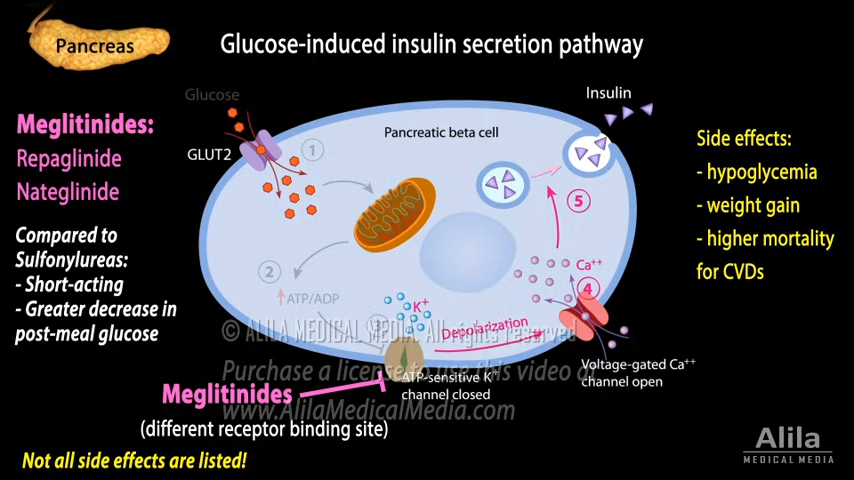 Pancreas
Glucose-induced insulin secretion pathway
Glucose
Insulin
Meglitinides:
Repaglinide
Nateglinide
GLUT2
1
Pancreatic beta cell
Side effects:
- hypoglycemia
- weight gain
- higher mortality
for CVDs
Compared to
Sulfonylureas:
- Short-acting
- Greater decrease in
post-meal glucose
5
2
ATP/ADP
K+
Ca++
4
Depolarization
© ALILA MEDICAL MEDIA. All rights reserved
Purchase a license to use this video at
www.AlilaMedicalMedia.com
ATP-sensitive K+
channel closed
Voltage-gated Ca++
channel open
Meglitinides
(different receptor binding site)
Not all side effects are listed!
Alila
MEDICAL MEDIA